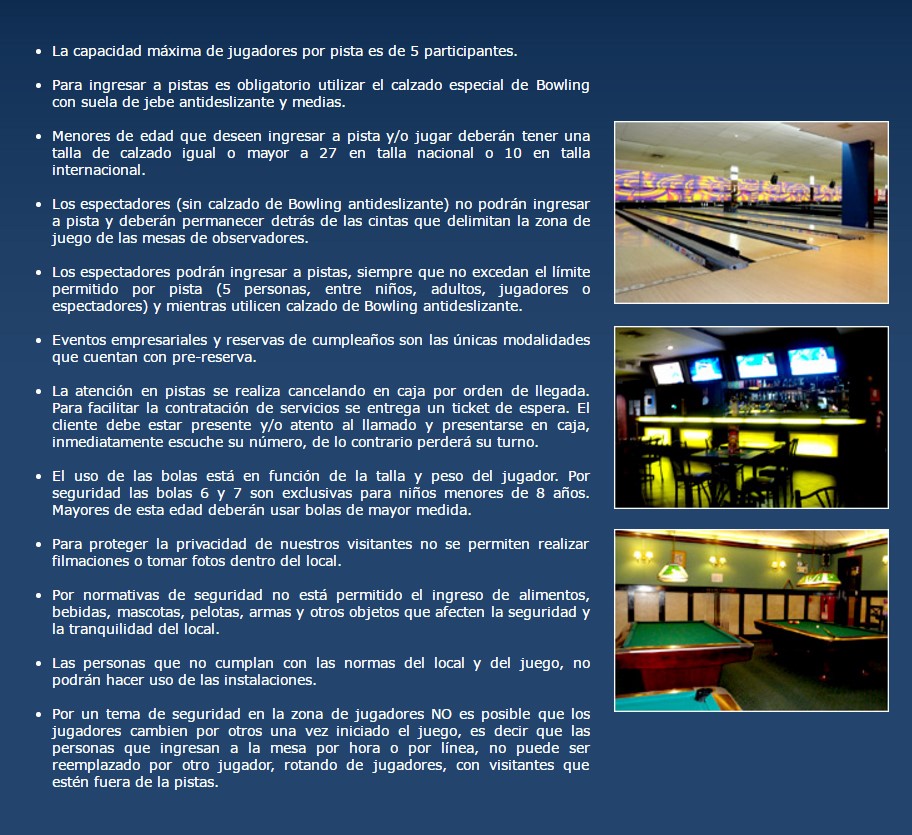 La capacidad máxima de jugadores por pista es de 5 participantes.
Para ingresar a pistas es obligatorio utilizar el calzado especial de Bowling
con suela de jebe antideslizante y medias.
Menores de edad que deseen ingresar a pista y/o jugar deberán tener una
talla de calzado igual o mayor a 27 en talla nacional o 10 en talla
internacional.
Los espectadores (sin calzado de Bowling antideslizante) no podrán ingresar
a pista y deberán permanecer detrás de las cintas que delimitan la zona de
juego de las mesas de observadores.
Los espectadores podrán ingresar a pistas, siempre que no excedan el límite
permitido por pista (5 personas, entre niños, adultos, jugadores o
espectadores) y mientras utilicen calzado de Bowling antideslizante.
Eventos empresariales y reservas de cumpleaños son las únicas modalidades
que cuentan con pre-reserva.
La atención en pistas se realiza cancelando en caja por orden de llegada.
Para facilitar la contratación de servicios se entrega un ticket de espera. El
cliente debe estar presente y/o atento al llamado y presentarse en caja,
inmediatamente escuche su número, de lo contrario perderá su turno.
El uso de las bolas está en función de la talla y peso del jugador. Por
seguridad las bolas 6 y 7 son exclusivas para niños menores de 8 años.
Mayores de esta edad deberán usar bolas de mayor medida.
Para proteger la privacidad de nuestros visitantes no se permiten realizar
filmaciones o tomar fotos dentro del local.
Por normativas de seguridad no está permitido el ingreso de alimentos,
bebidas, mascotas, pelotas, armas y otros objetos que afecten la seguridad y
la tranquilidad del local.
Las personas que no cumplan con las normas del local y del juego, no
podrán hacer uso de las instalaciones.
Por un tema de seguridad en la zona de jugadores NO es posible que los
jugadores cambien por otros una vez iniciado el juego, es decir que las
personas que ingresan a la mesa por hora o por línea, no puede ser
reemplazado por otro jugador, rotando de jugadores, con visitantes que
estén fuera de la pistas.